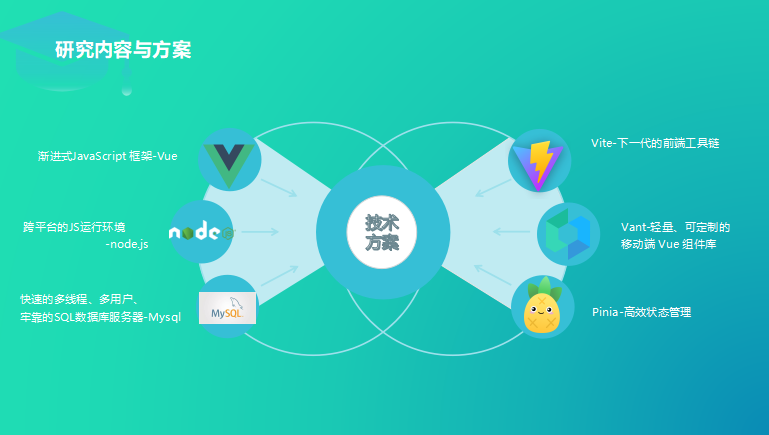 研究内容与方案
渐进式JavaScript 框架-Vue
Vite-下一代的前端工具链
跨平台的JS运行环境
-node.js
node
技术
方案
Vant-轻量、可定制的
移动端 Vue 组件库
快速的多线程、多用户、
牢靠的SQL数据库服务器-Mysql
MySQL
Pinia-高效状态管理